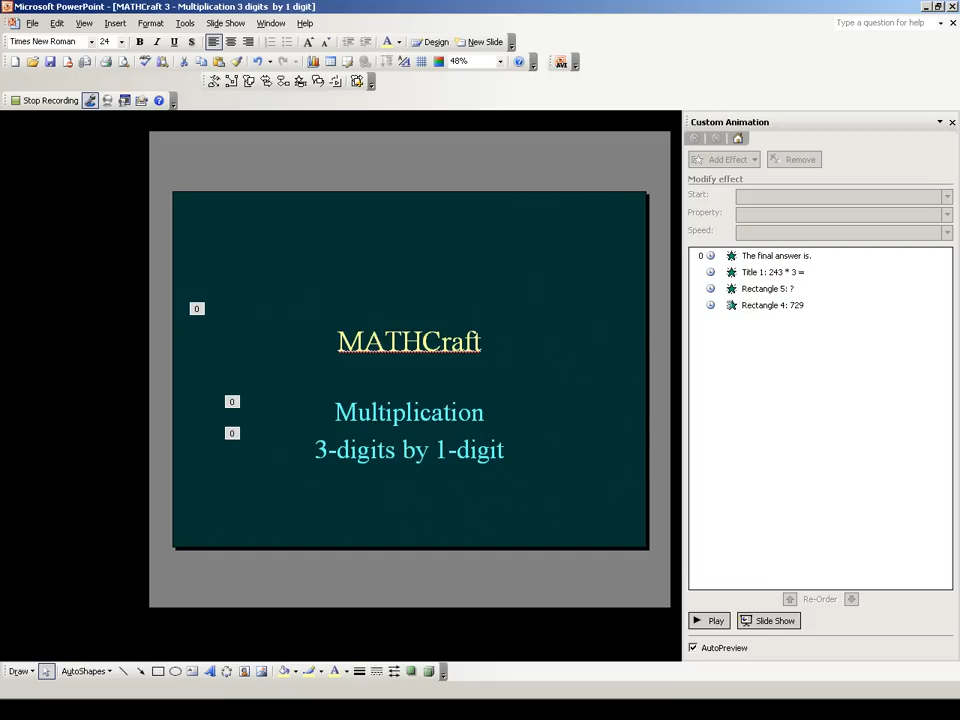 Microsoft PowerPoint - [MATHCraft 3 - Multiplication 3 digits by 1 digit]
File Edit View Insert Format Tools Slide Show Window Help Type a question for help
Times New Roman 24 B I U S A A A Design New Slide
48%
Stop Recording
Custom Animation
Add Effect Remove
Modify effect
Start:
Property:
Speed:
0 The final answer is.
Title 1: 243 * 3 =
Rectangle 5: ?
Rectangle 4: 729
0
MATHCraft
0
Multiplication
0
3-digits by 1-digit
Re-Order
Play Slide Show
AutoPreview
Draw AutoShapes A A